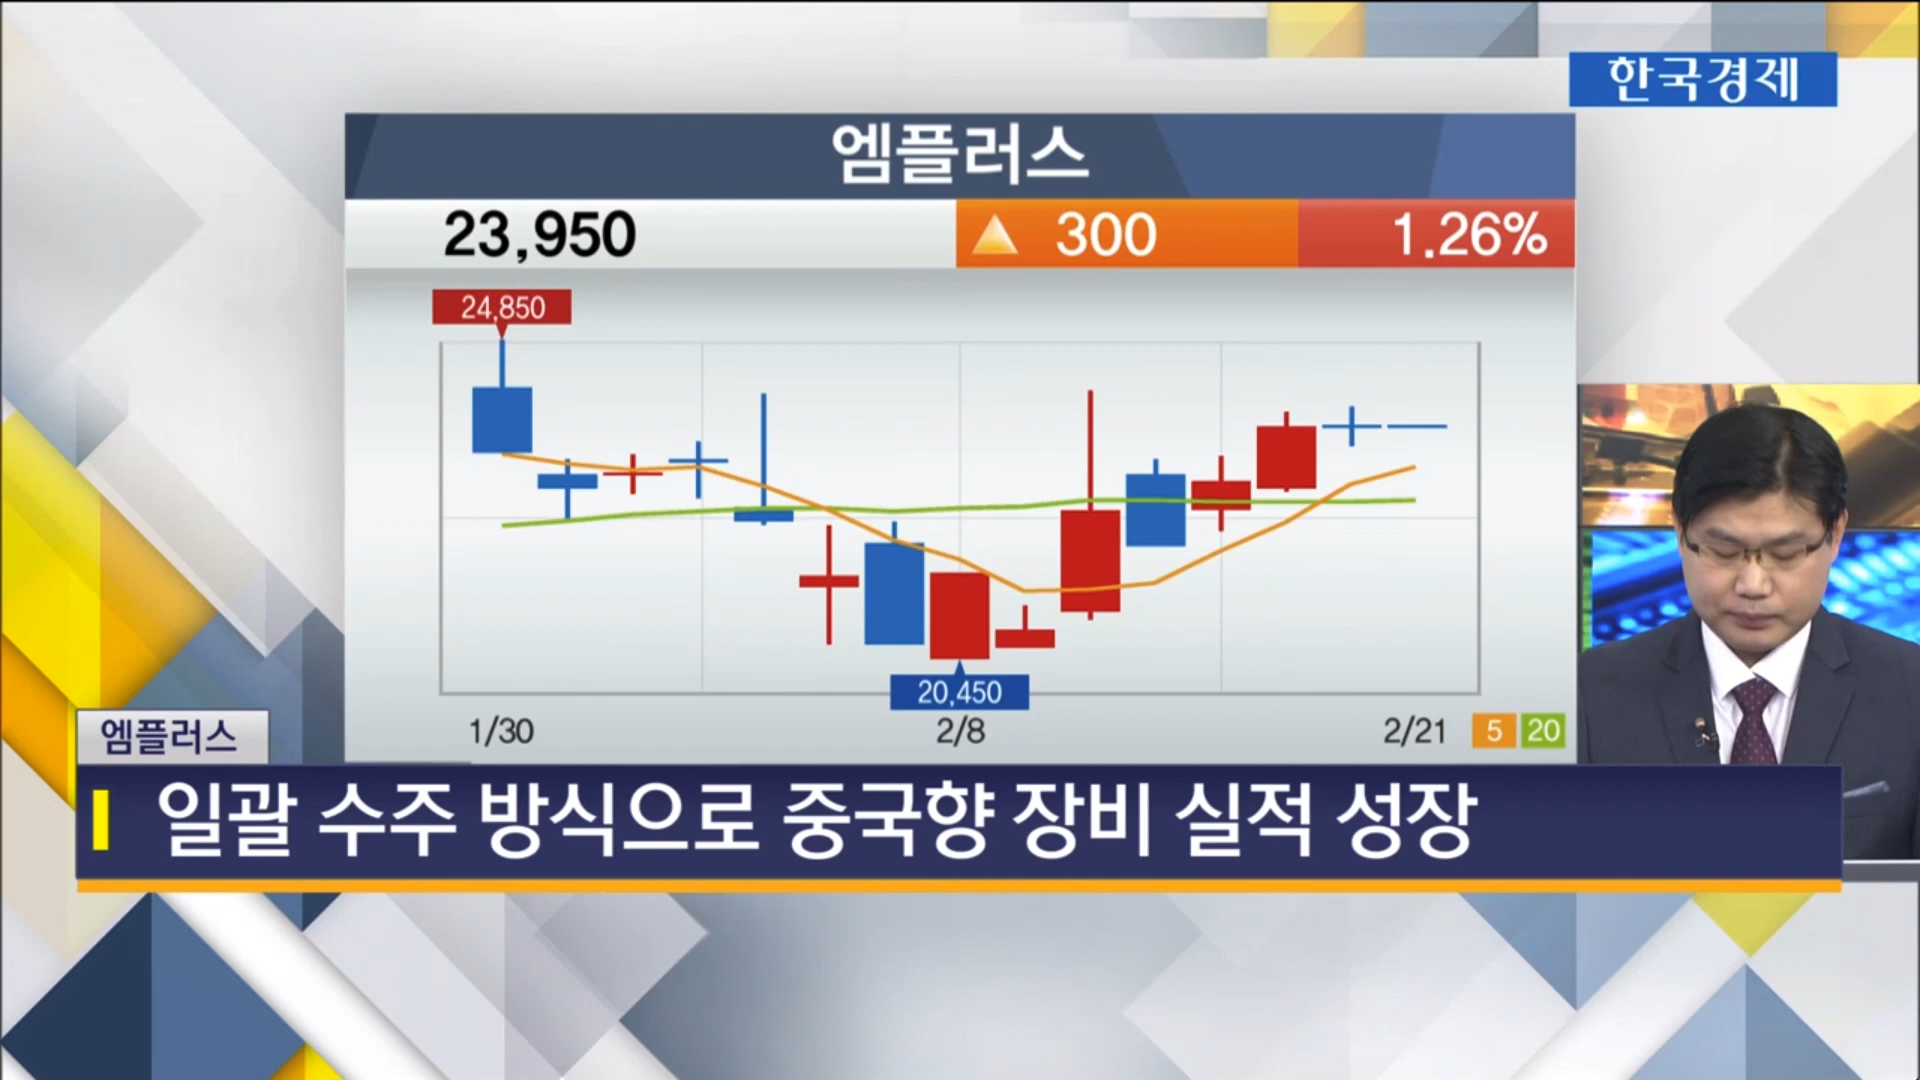 한국경제
엠플러스
23,950 ▲ 300 1.26%
24,850
20,450
1/30 2/8 2/21 5 20
엠플러스
일괄 수주 방식으로 중국향 장비 실적 성장